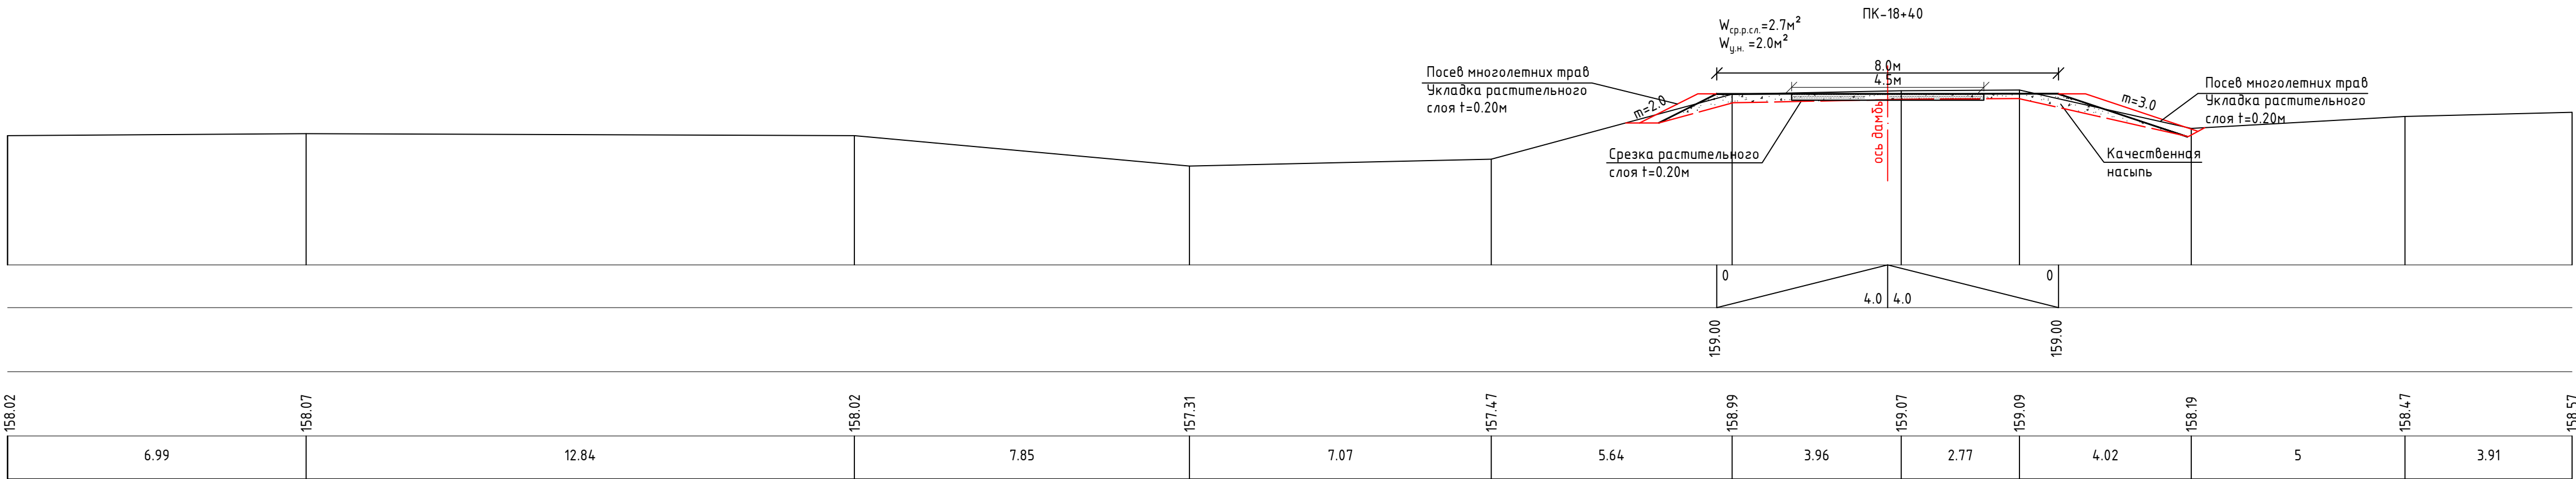 ПК-18+40
Wср.р.сл.=2.7м²
Wу.н. =2.0м²
8.0м
4.5м
Посев многолетних трав
Укладка растительного
слоя t=0.20м
m=2.0
ось дамбы
m=3.0
Посев многолетних трав
Укладка растительного
слоя t=0.20м
Срезка растительного
слоя t=0.20м
Качественная
насыпь
0
0
4.0
4.0
159.00
159.00
158.02
158.07
158.02
157.31
157.47
158.99
159.07
159.09
158.19
158.47
158.57
6.99
12.84
7.85
7.07
5.64
3.96
2.77
4.02
5
3.91